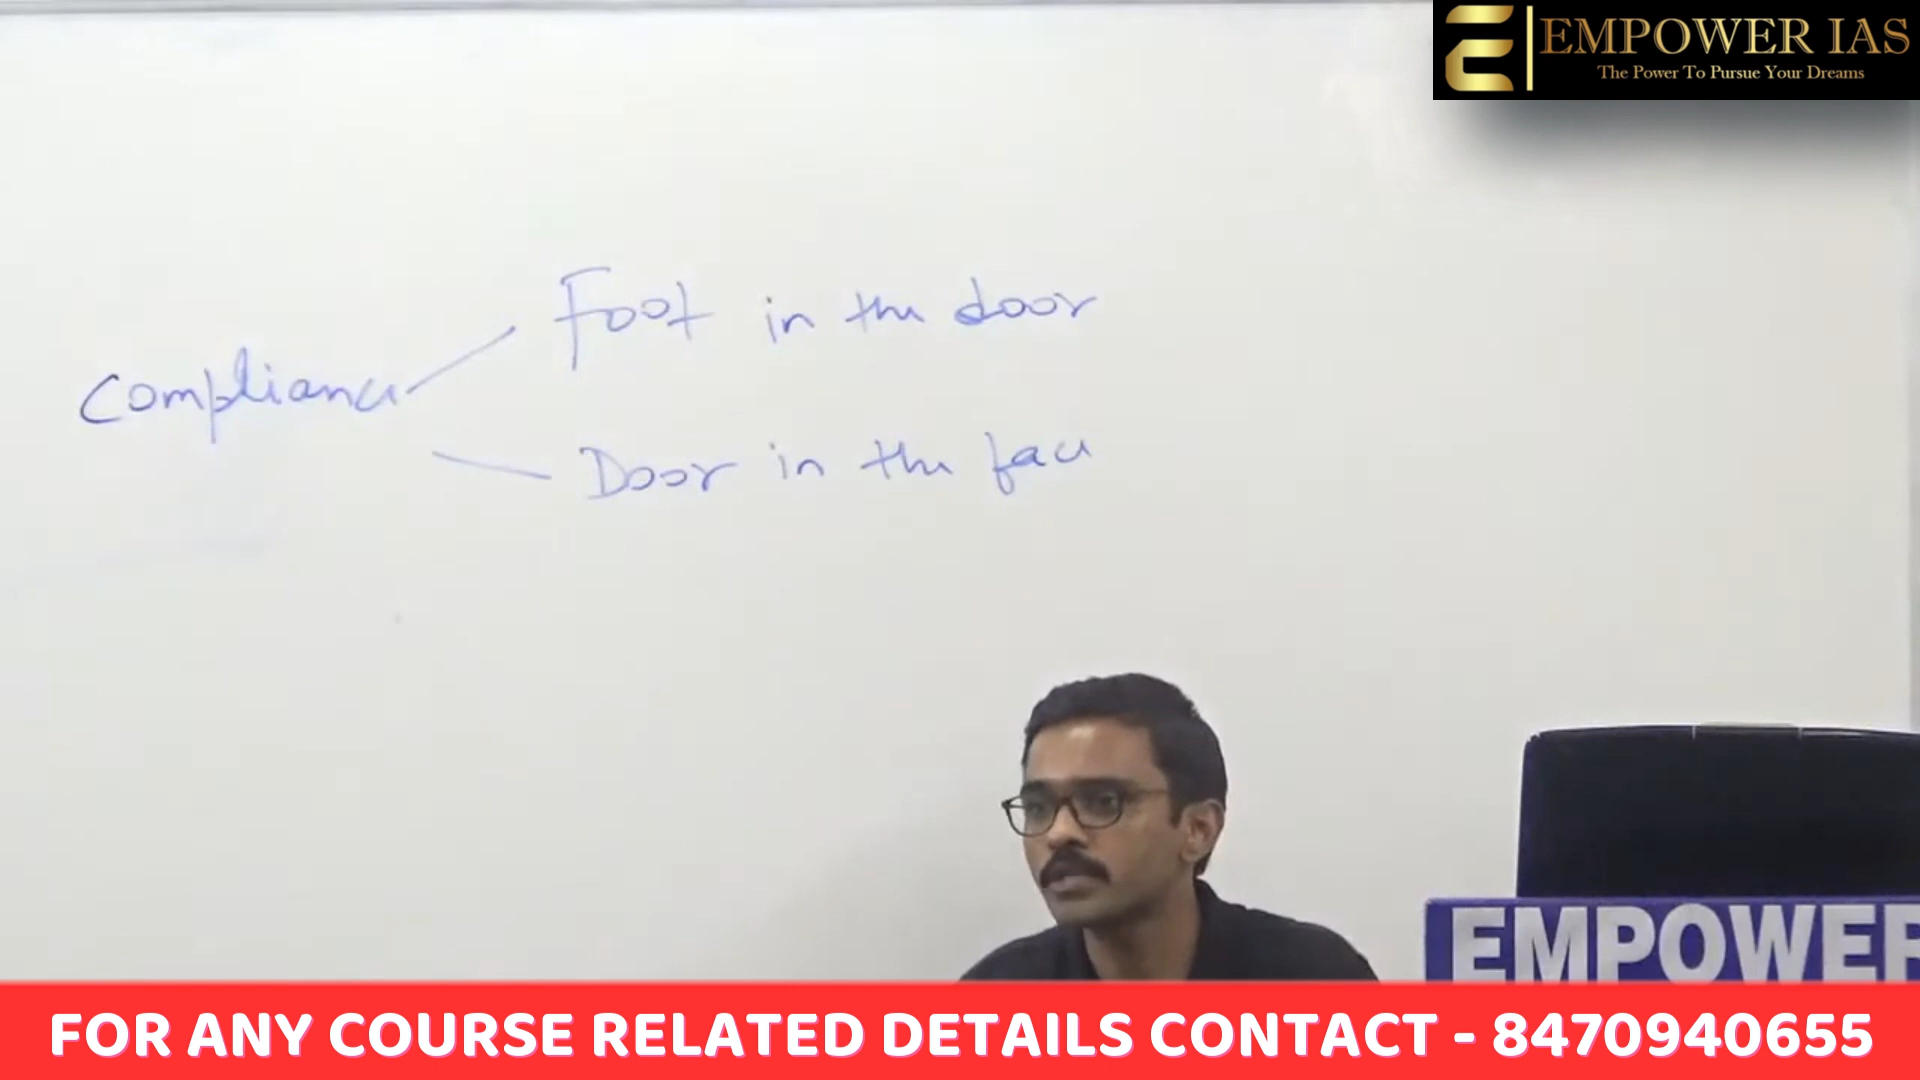 EMPOWER IAS
The Power To Pursue Your Dreams
Foot in the door
Compliance
Door in the face
EMPOWER
FOR ANY COURSE RELATED DETAILS CONTACT - 8470940655